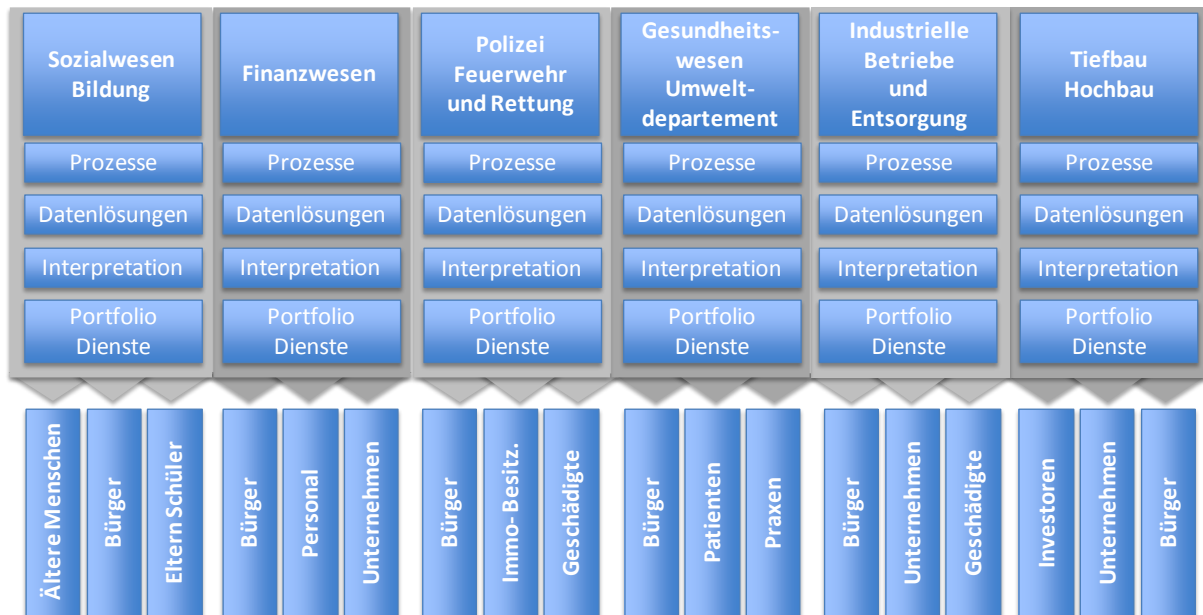 Sozialwesen
Bildung
Finanzwesen
Polizei
Feuerwehr
und Rettung
Gesundheits-
wesen
Umwelt-
departement
Industrielle
Betriebe
und
Entsorgung
Tiefbau
Hochbau
Prozesse
Prozesse
Prozesse
Prozesse
Prozesse
Prozesse
Datenlösungen
Datenlösungen
Datenlösungen
Datenlösungen
Datenlösungen
Datenlösungen
Interpretation
Interpretation
Interpretation
Interpretation
Interpretation
Interpretation
Portfolio
Dienste
Portfolio
Dienste
Portfolio
Dienste
Portfolio
Dienste
Portfolio
Dienste
Portfolio
Dienste
Ältere Menschen
Bürger
Eltern Schüler
Bürger
Personal
Unternehmen
Bürger
Immo- Besitz.
Geschädigte
Bürger
Patienten
Praxen
Bürger
Unternehmen
Geschädigte
Investoren
Unternehmen
Bürger